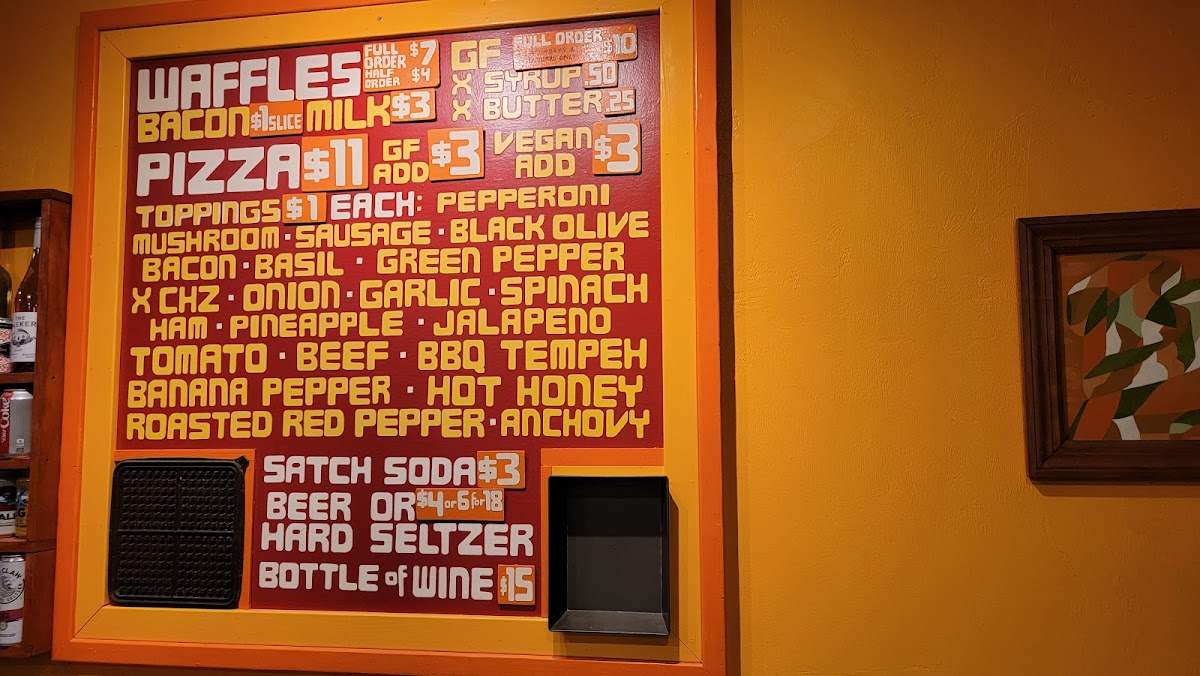 WAFFLES FULL ORDER $7 HALF ORDER $4 GF FULL ORDER $10
X SYRUP .50
BACON $1 SLICE MILK $3 X BUTTER .25
PIZZA $11 GF ADD $3 VEGAN ADD $3
TOPPINGS $1 EACH: PEPPERONI
MUSHROOM · SAUSAGE · BLACK OLIVE
BACON · BASIL · GREEN PEPPER
X CHZ · ONION · GARLIC · SPINACH
HAM · PINEAPPLE · JALAPENO
TOMATO · BEEF · BBQ TEMPEH
BANANA PEPPER · HOT HONEY
ROASTED RED PEPPER · ANCHOVY
SATCH SODA $3
BEER OR $4 or 6 for 18
HARD SELTZER
BOTTLE of WINE $15
THE
Coke
CLAW